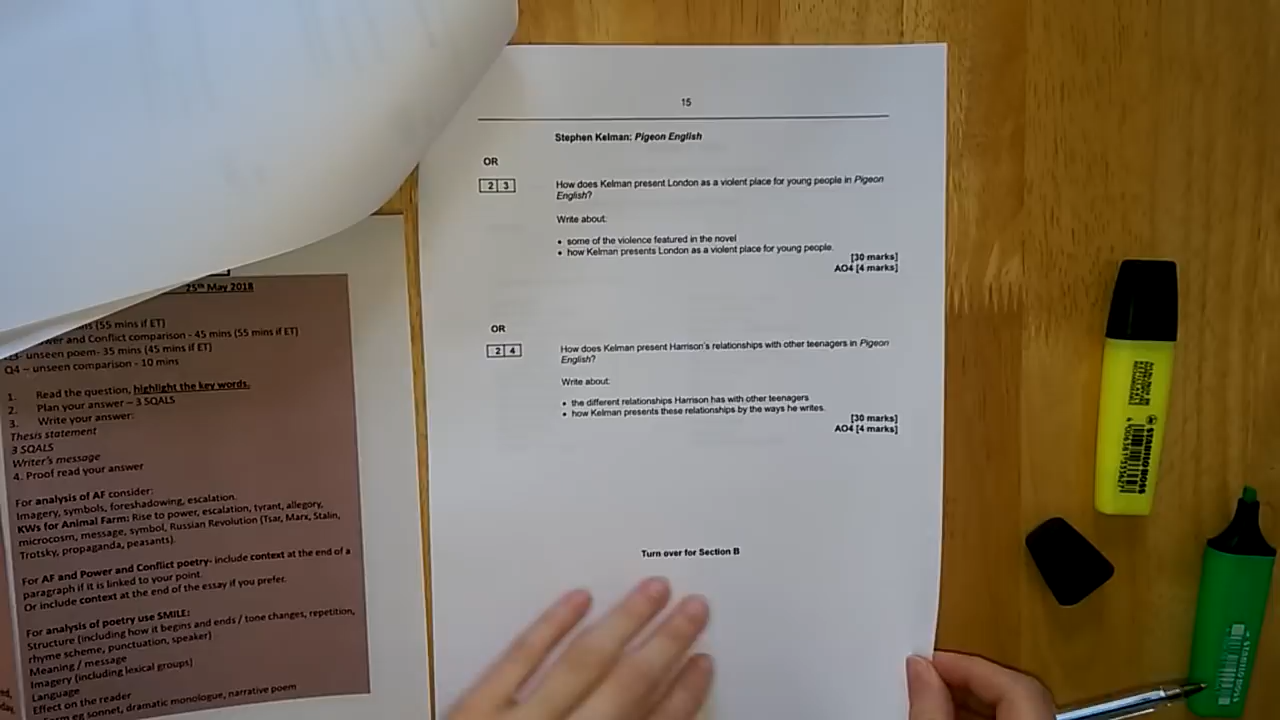 25th May 2018
ns (55 mins if ET)
er and Conflict comparison - 45 mins (55 mins if ET)
- unseen poem- 35 mins (45 mins if ET)
Q4 – unseen comparison - 10 mins
1. Read the question, highlight the key words.
2. Plan your answer – 3 SQALS
3. Write your answer:
Thesis statement
3 SQALS
Writer's message
4. Proof read your answer
For analysis of AF consider:
Imagery, symbols, foreshadowing, escalation.
KWs for Animal Farm: Rise to power, escalation, tyrant, allegory,
microcosm, message, symbol, Russian Revolution (Tsar, Marx, Stalin,
Trotsky, propaganda, peasants).
For AF and Power and Conflict poetry- include context at the end of a
paragraph if it is linked to your point.
Or include context at the end of the essay if you prefer.
For analysis of poetry use SMILE:
Structure (including how it begins and ends / tone changes, repetition,
rhyme scheme, punctuation, speaker)
Meaning / message
Imagery (including lexical groups)
Language
Effect on the reader
Form eg sonnet, dramatic monologue, narrative poem
15
Stephen Kelman: Pigeon English
OR
2 3
How does Kelman present London as a violent place for young people in Pigeon
English?
Write about:
• some of the violence featured in the novel
• how Kelman presents London as a violent place for young people.
[30 marks]
AO4 [4 marks]
OR
2 4
How does Kelman present Harrison's relationships with other teenagers in Pigeon
English?
Write about:
• the different relationships Harrison has with other teenagers
• how Kelman presents these relationships by the ways he writes.
[30 marks]
AO4 [4 marks]
Turn over for Section B
STABILO BOSS